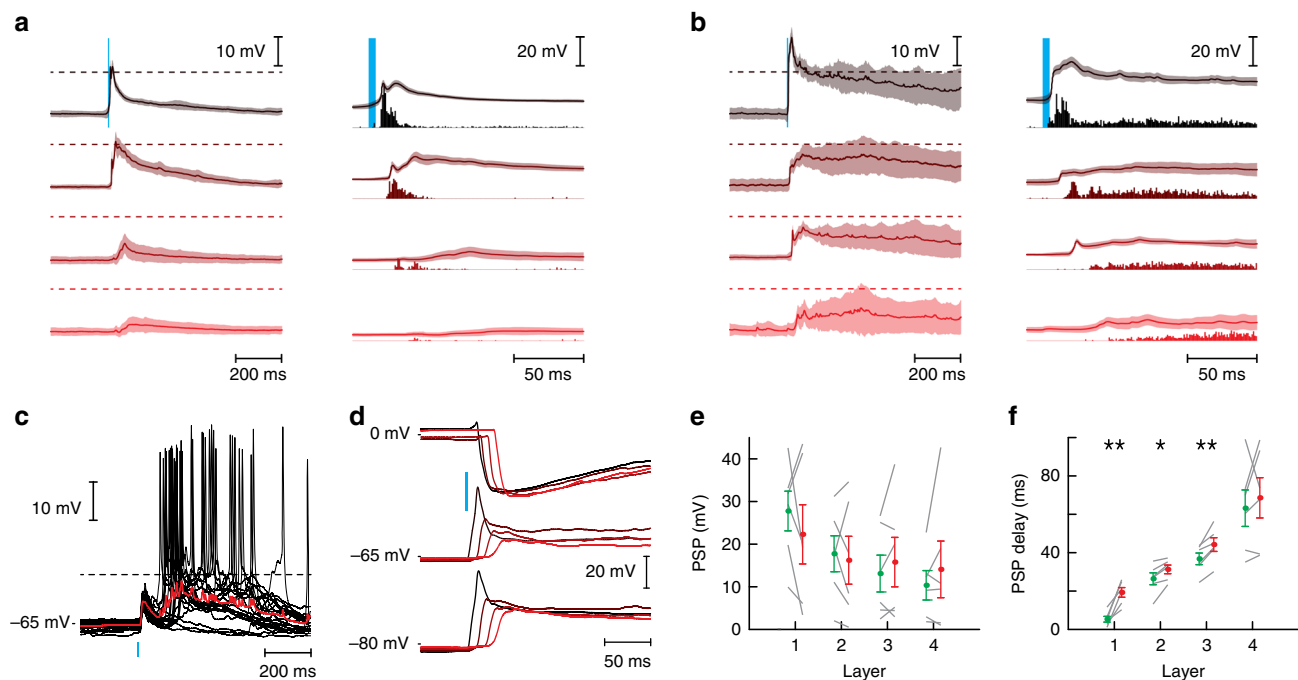 a
10 mV
20 mV
200 ms
50 ms
b
10 mV
20 mV
200 ms
50 ms
c
10 mV
−65 mV
200 ms
d
0 mV
−65 mV
20 mV
−80 mV
50 ms
e
PSP (mV)
40
30
20
10
0
1 2 3 4
Layer
f
PSP delay (ms)
** * **
80
40
0
1 2 3 4
Layer